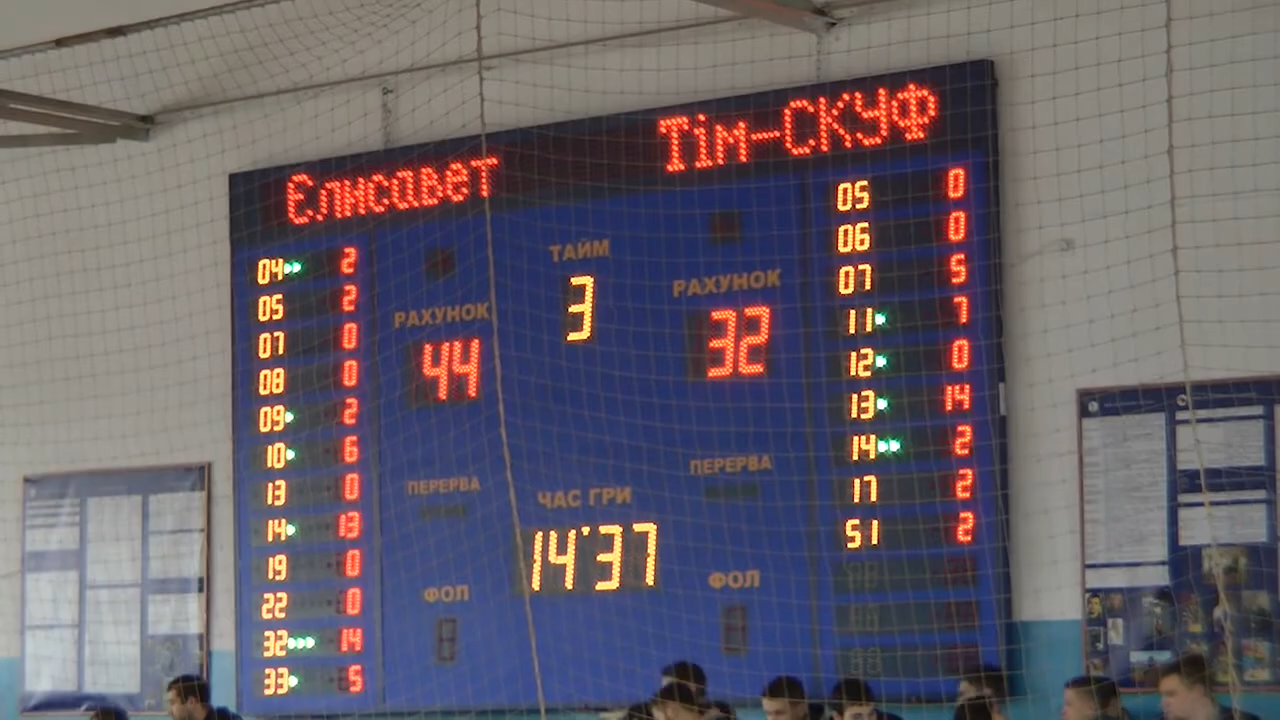 Єлисавет
Тім-СКУФ
04 2
05 2
07 0
08 0
09 2
10 6
13 0
14 13
19 0
22 0
32 14
33 5
РАХУНОК
44
ПЕРЕРВА
ФОЛ
ТАЙМ
3
ЧАС ГРИ
14'37
РАХУНОК
32
ПЕРЕРВА
ФОЛ
05 0
06 0
07 5
11 7
12 0
13 14
14 2
17 2
51 2